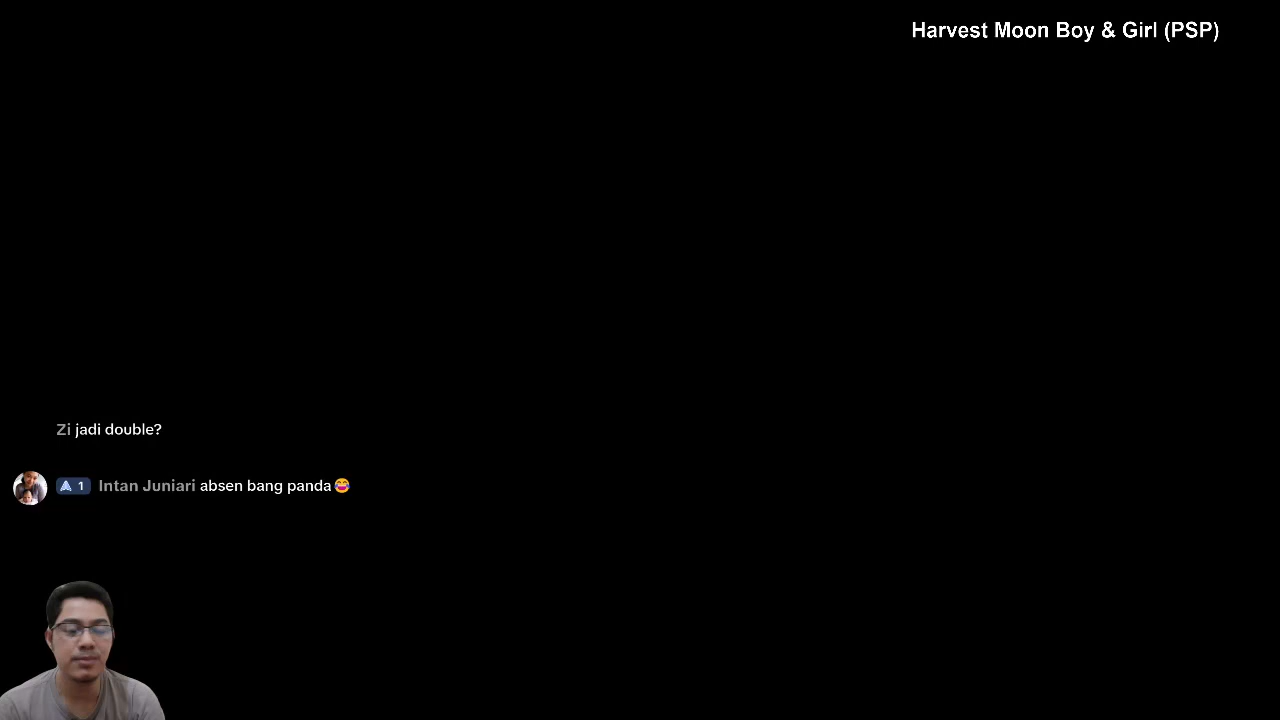 Harvest Moon Boy & Girl (PSP)
Zi jadi double?
1 Intan Juniari absen bang panda😂